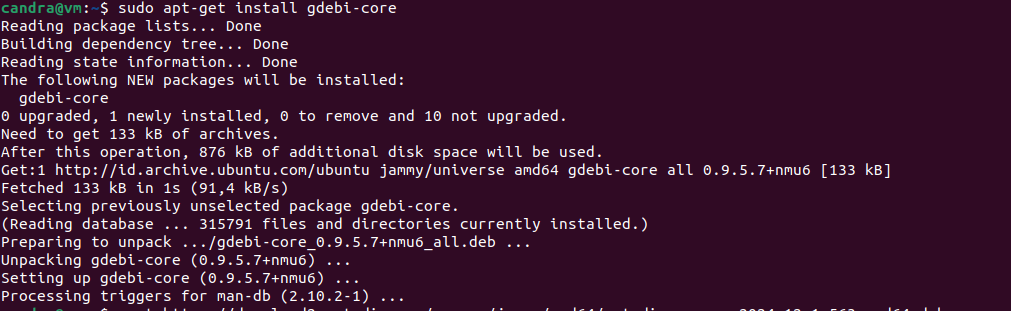 candra@vm:~$ sudo apt-get install gdebi-core
Reading package lists... Done
Building dependency tree... Done
Reading state information... Done
The following NEW packages will be installed:
  gdebi-core
0 upgraded, 1 newly installed, 0 to remove and 10 not upgraded.
Need to get 133 kB of archives.
After this operation, 876 kB of additional disk space will be used.
Get:1 http://id.archive.ubuntu.com/ubuntu jammy/universe amd64 gdebi-core all 0.9.5.7+nmu6 [133 kB]
Fetched 133 kB in 1s (91,4 kB/s)
Selecting previously unselected package gdebi-core.
(Reading database ... 315791 files and directories currently installed.)
Preparing to unpack .../gdebi-core_0.9.5.7+nmu6_all.deb ...
Unpacking gdebi-core (0.9.5.7+nmu6) ...
Setting up gdebi-core (0.9.5.7+nmu6) ...
Processing triggers for man-db (2.10.2-1) ...